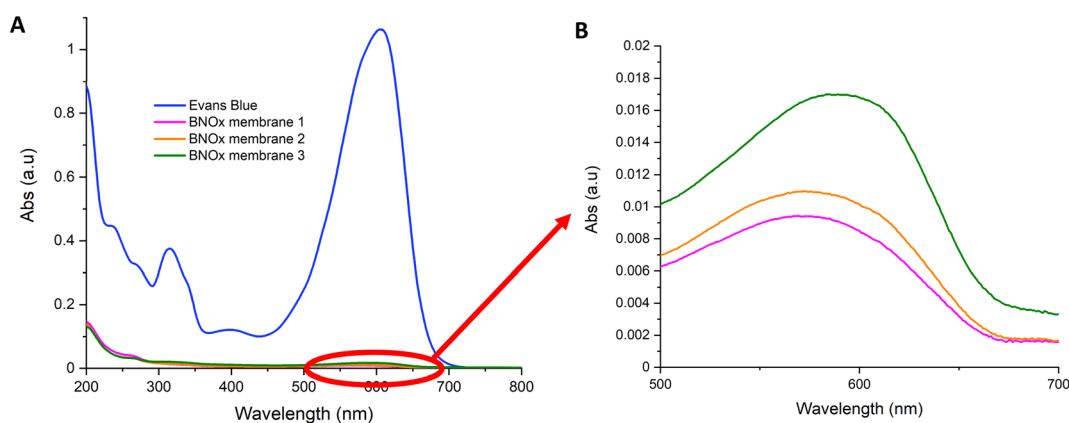 A
Abs (a.u)
1
0.8
0.6
0.4
0.2
0
Evans Blue
BNOx membrane 1
BNOx membrane 2
BNOx membrane 3
200 300 400 500 600 700 800
Wavelength (nm)
B
Abs (a.u)
0.02
0.018
0.016
0.014
0.012
0.01
0.008
0.006
0.004
0.002
0
500 600 700
Wavelength (nm)